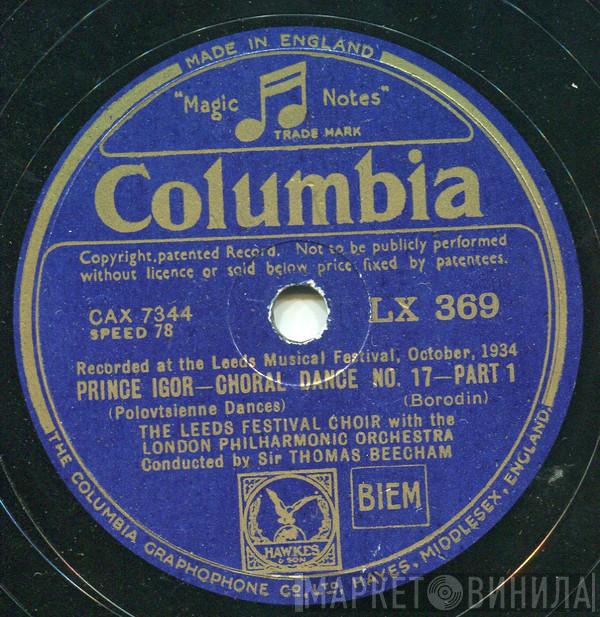 MADE IN ENGLAND
"Magic Notes"
TRADE MARK
Columbia
Copyright, patented Record. Not to be publicly performed
without licence or sold below price fixed by patentees.
CAX 7344
SPEED 78
LX 369
Recorded at the Leeds Musical Festival, October, 1934
PRINCE IGOR—CHORAL DANCE NO. 17—PART 1
(Polovtsienne Dances) (Borodin)
THE LEEDS FESTIVAL CHOIR with the
LONDON PHILHARMONIC ORCHESTRA
Conducted by Sir THOMAS BEECHAM
HAWKES
& SON
BIEM
THE COLUMBIA GRAPHOPHONE CO., LTD., HAYES, MIDDLESEX, ENGLAND.
МАРКЕТ ВИНИЛА